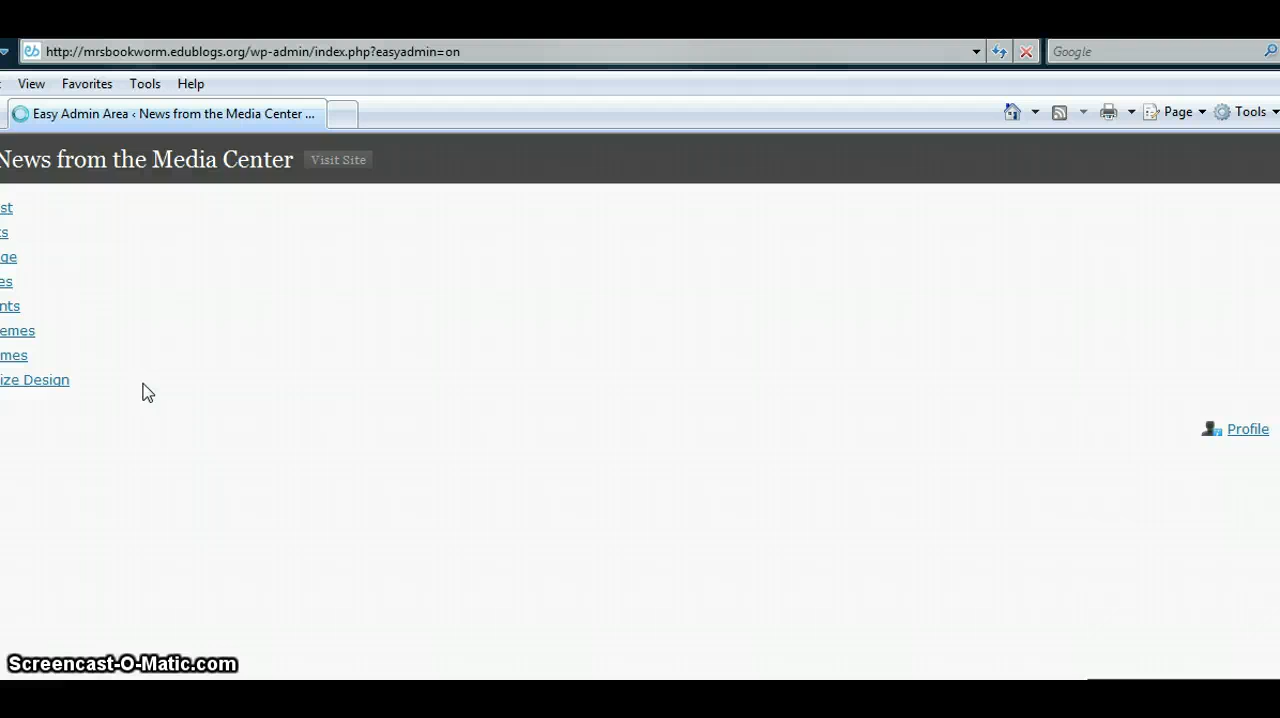 http://mrsbookworm.edublogs.org/wp-admin/index.php?easyadmin=on
Google
View Favorites Tools Help
Easy Admin Area ‹ News from the Media Center ...
Page Tools
News from the Media Center Visit Site
st
ts
ge
es
nts
emes
mes
ize Design
Profile
Screencast-O-Matic.com